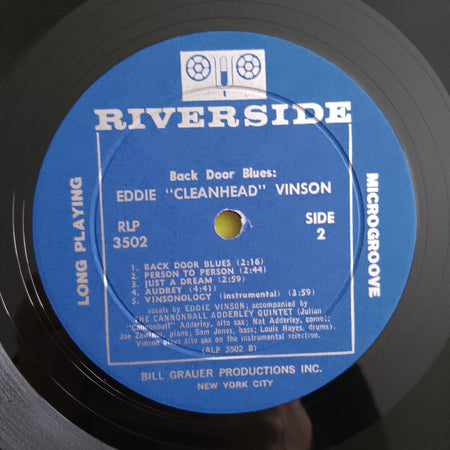 RIVERSIDE
Back Door Blues:
EDDIE "CLEANHEAD" VINSON
LONG PLAYING
MICROGROOVE
RLP
3502
SIDE
2
1. BACK DOOR BLUES (2:16)
2. PERSON TO PERSON (2:44)
3. JUST A DREAM (2:59)
4. AUDREY (4:41)
5. VINSONOLOGY (instrumental) (3:59)
vocals by EDDIE VINSON; accompanied by
THE CANNONBALL ADDERLEY QUINTET (Julian
"Cannonball" Adderley, alto sax; Nat Adderley, cornet;
Joe Zawinul, piano; Sam Jones, bass; Louis Hayes, drums).
Vinson plays alto sax on the instrumental selection.
(RLP 3502 B)
BILL GRAUER PRODUCTIONS INC.
NEW YORK CITY